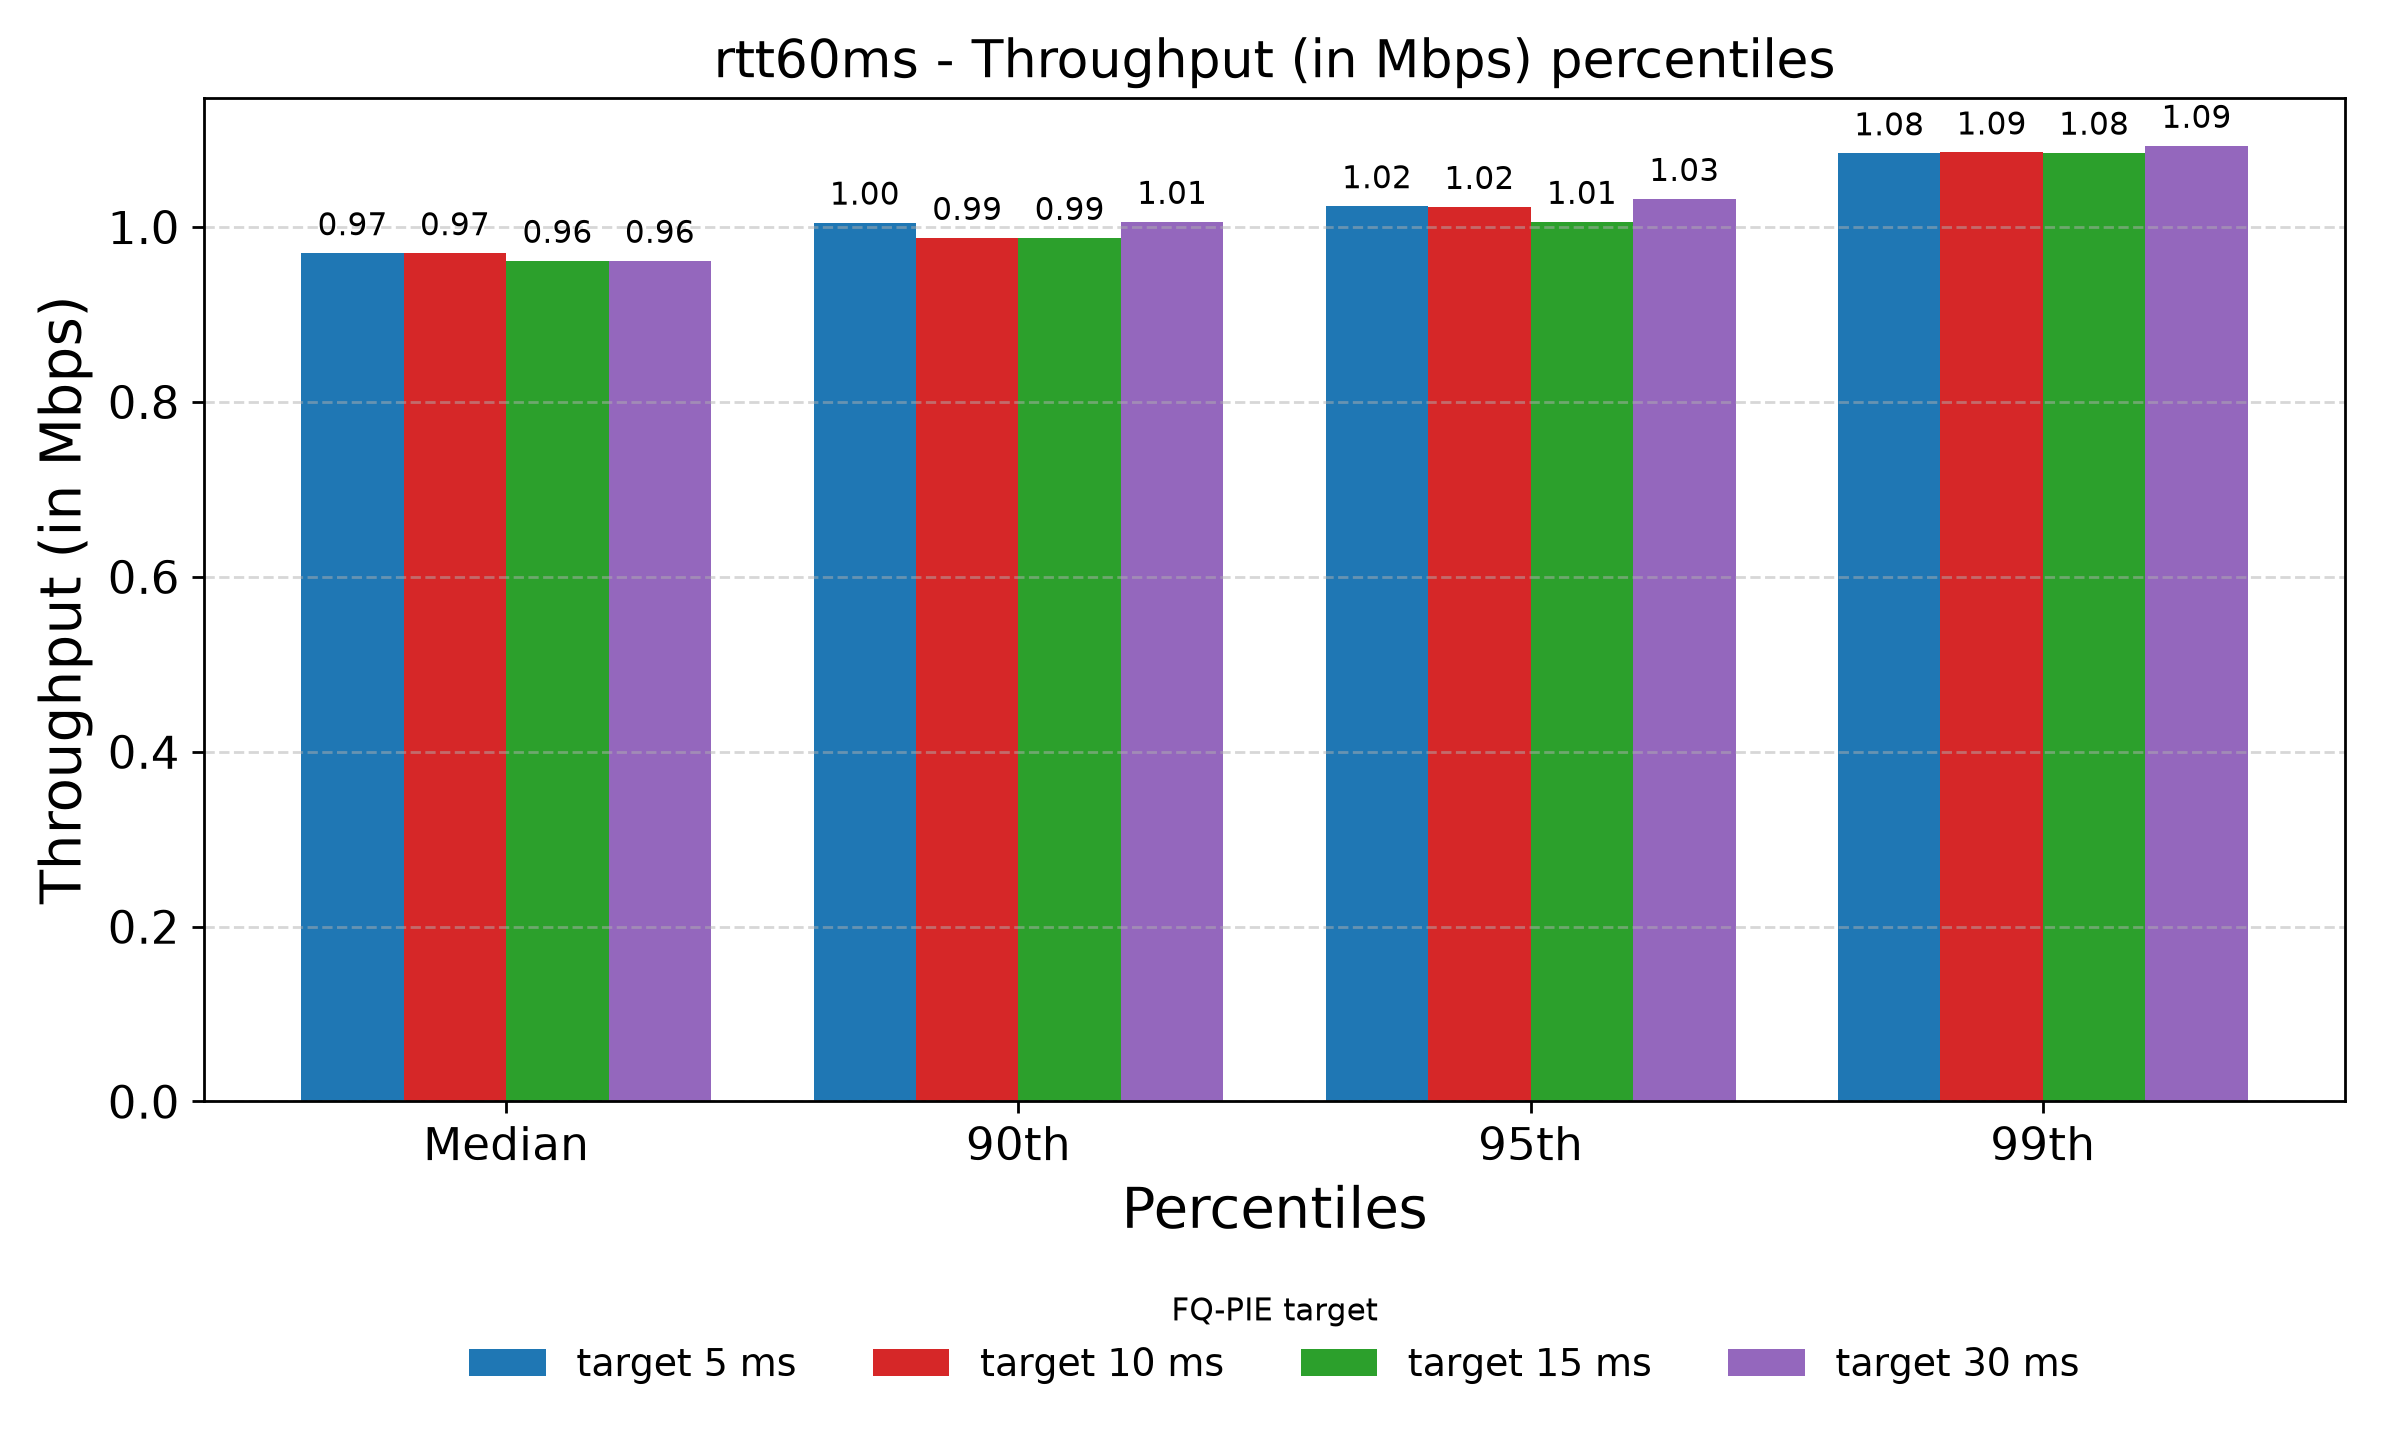 rtt60ms - Throughput (in Mbps) percentiles
Throughput (in Mbps)
1.0
0.8
0.6
0.4
0.2
0.0
0.97 0.97 0.96 0.96
1.00 0.99 0.99 1.01
1.02 1.02 1.01 1.03
1.08 1.09 1.08 1.09
Median 90th 95th 99th
Percentiles
FQ-PIE target
target 5 ms target 10 ms target 15 ms target 30 ms